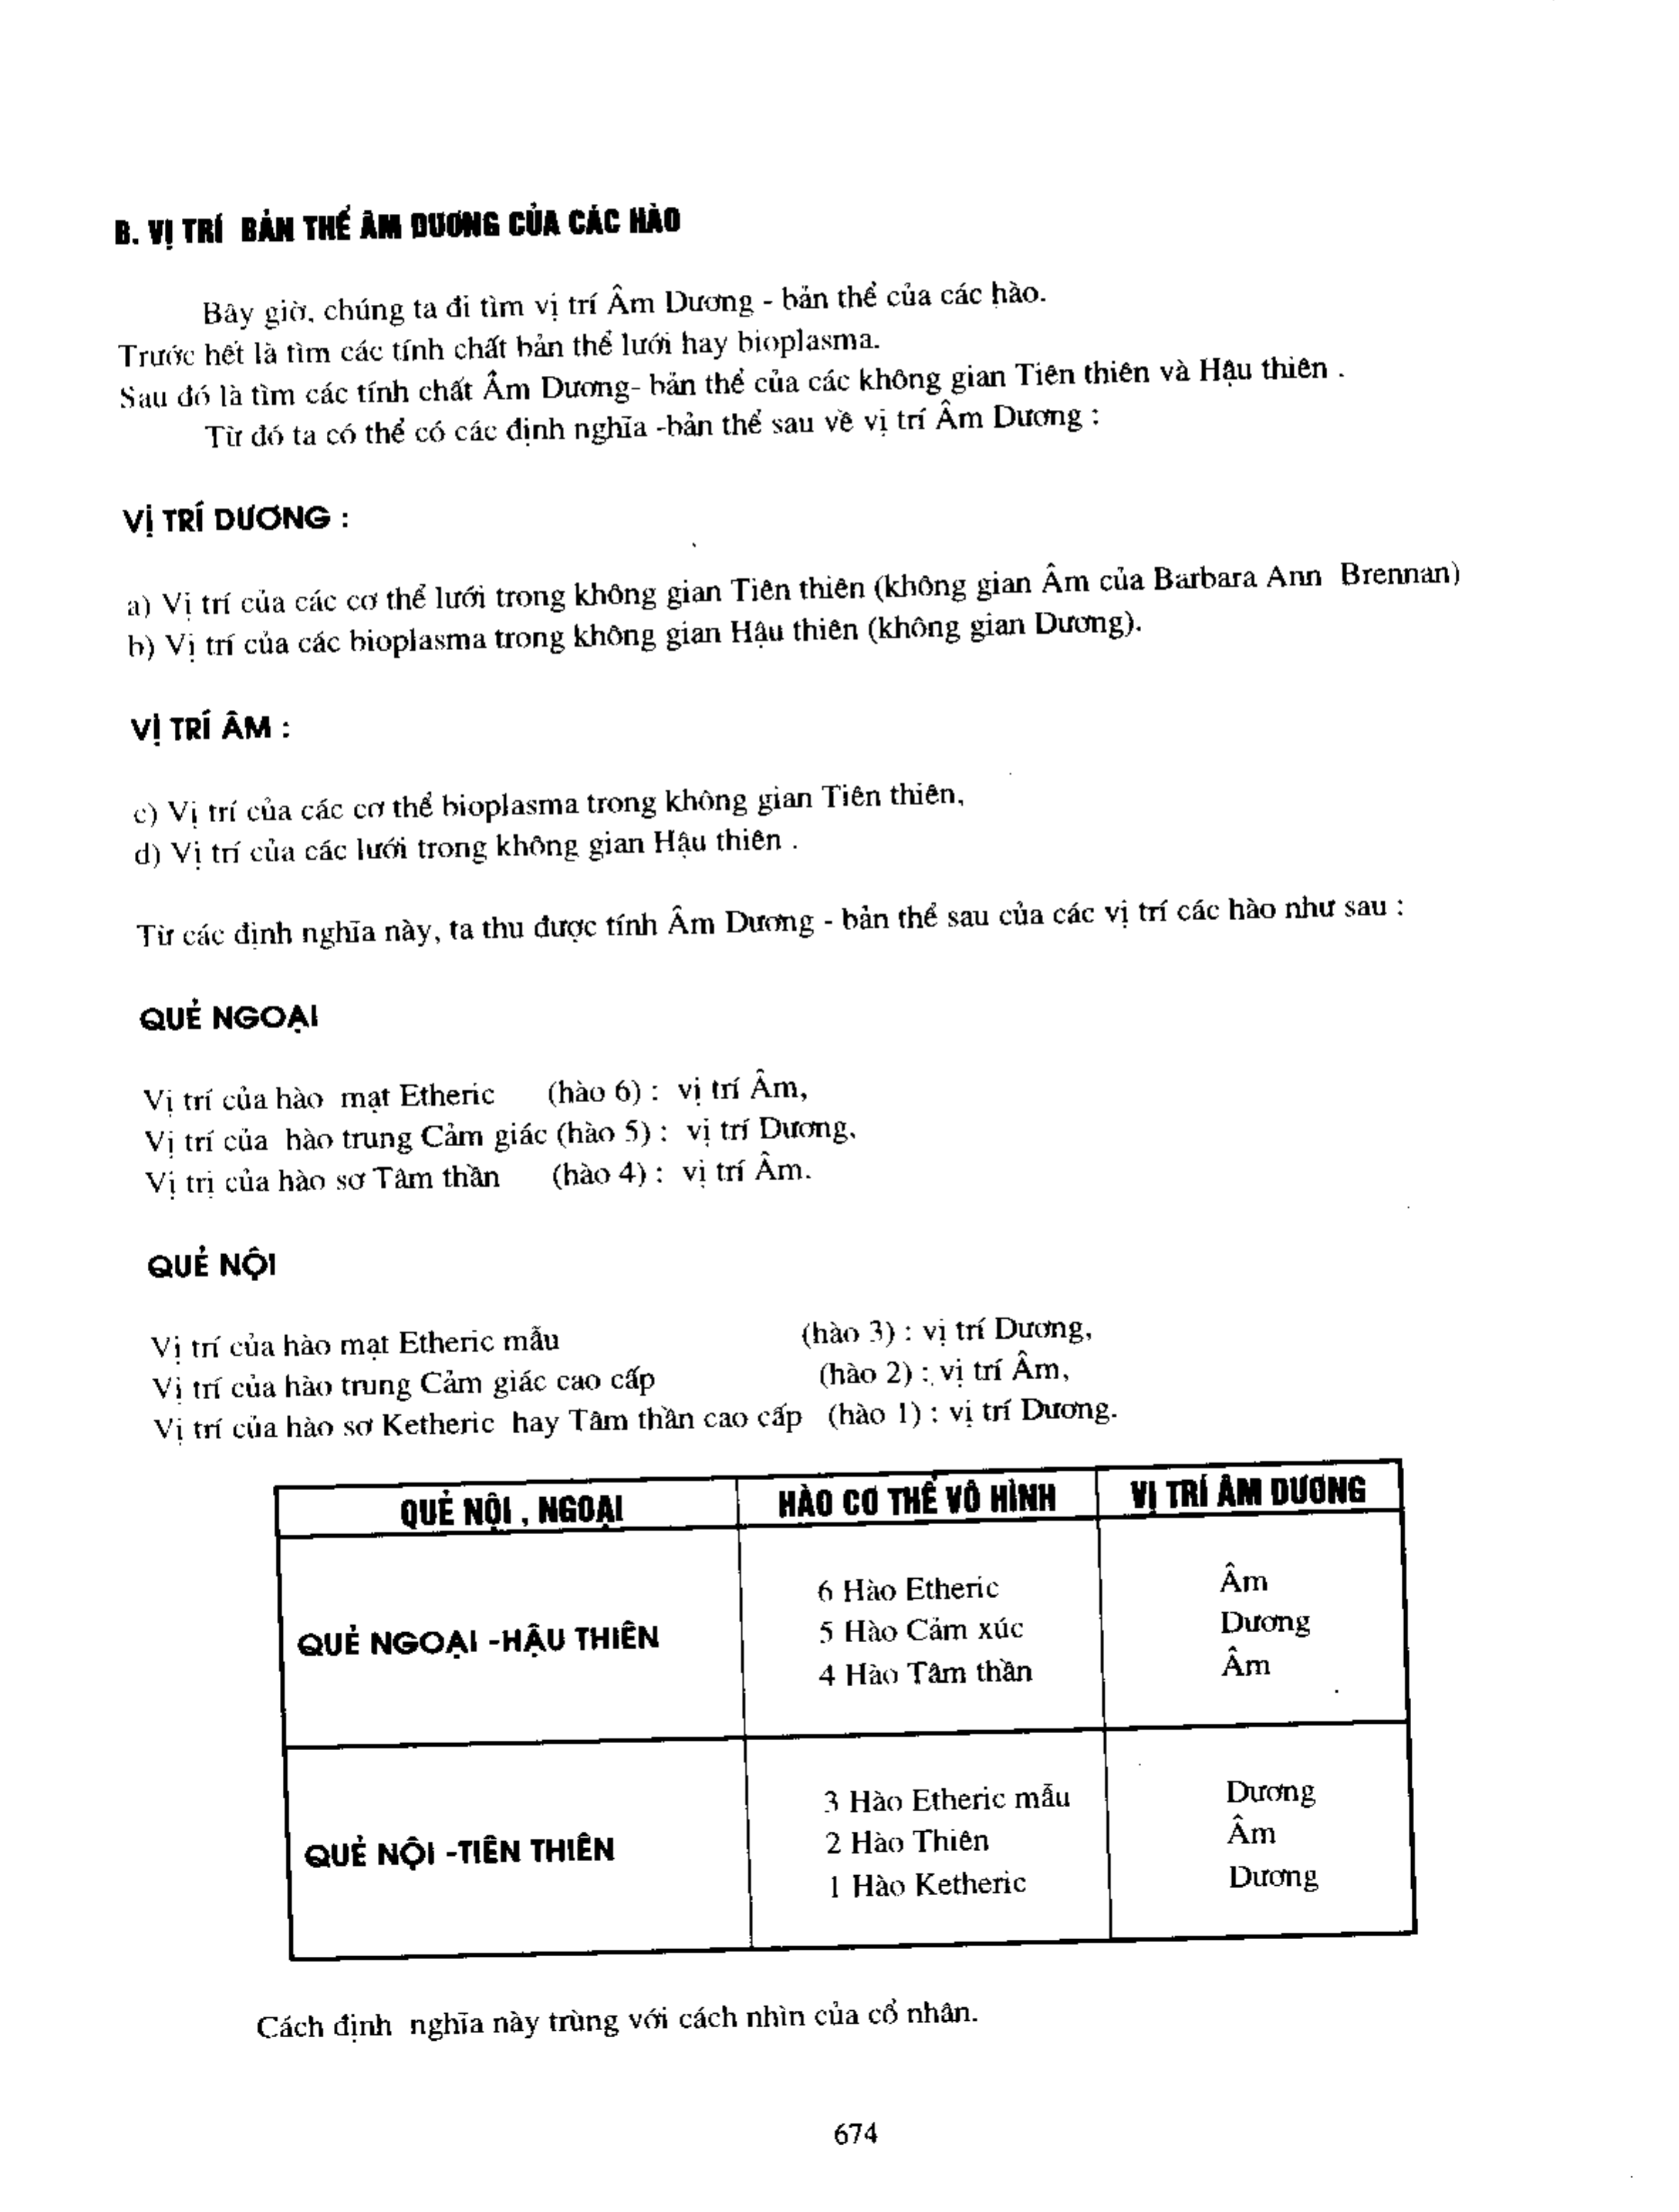 B. VỊ TRÍ BẢN THỂ ÂM DƯƠNG CỦA CÁC HÀO
Bây giờ, chúng ta đi tìm vị trí Âm Dương - bản thể của các hào.
Trước hết là tìm các tính chất bản thể lưới hay bioplasma.
Sau đó là tìm các tính chất Âm Dương- bản thể của các không gian Tiên thiên và Hậu thiên .
Từ đó ta có thể có các định nghĩa -bản thể sau về vị trí Âm Dương :
VỊ TRÍ DƯƠNG :
a) Vị trí của các cơ thể lưới trong không gian Tiên thiên (không gian Âm của Barbara Ann Brennan)
b) Vị trí của các bioplasma trong không gian Hậu thiên (không gian Dương).
VỊ TRÍ ÂM :
c) Vị trí của các cơ thể bioplasma trong không gian Tiên thiên,
d) Vị trí của các lưới trong không gian Hậu thiên .
Từ các định nghĩa này, ta thu được tính Âm Dương - bản thể sau của các vị trí các hào như sau :
QUẺ NGOẠI
Vị trí của hào mạt Etheric (hào 6) : vị trí Âm,
Vị trí của hào trung Cảm giác (hào 5) : vị trí Dương,
Vị trị của hào sơ Tâm thần (hào 4) : vị trí Âm.
QUẺ NỘI
Vị trí của hào mạt Etheric mẫu (hào 3) : vị trí Dương,
Vị trí của hào trung Cảm giác cao cấp (hào 2) : vị trí Âm,
Vị trí của hào sơ Ketheric hay Tâm thần cao cấp (hào 1) : vị trí Dương.
QUẺ NỘI , NGOẠI HÀO CƠ THỂ VÔ HÌNH VỊ TRÍ ÂM DƯƠNG
6 Hào Etheric Âm
QUẺ NGOẠI -HẬU THIÊN 5 Hào Cảm xúc Dương
4 Hào Tâm thần Âm
3 Hào Etheric mẫu Dương
QUẺ NỘI -TIÊN THIÊN 2 Hào Thiên Âm
1 Hào Ketheric Dương
Cách định nghĩa này trùng với cách nhìn của cổ nhân.
674